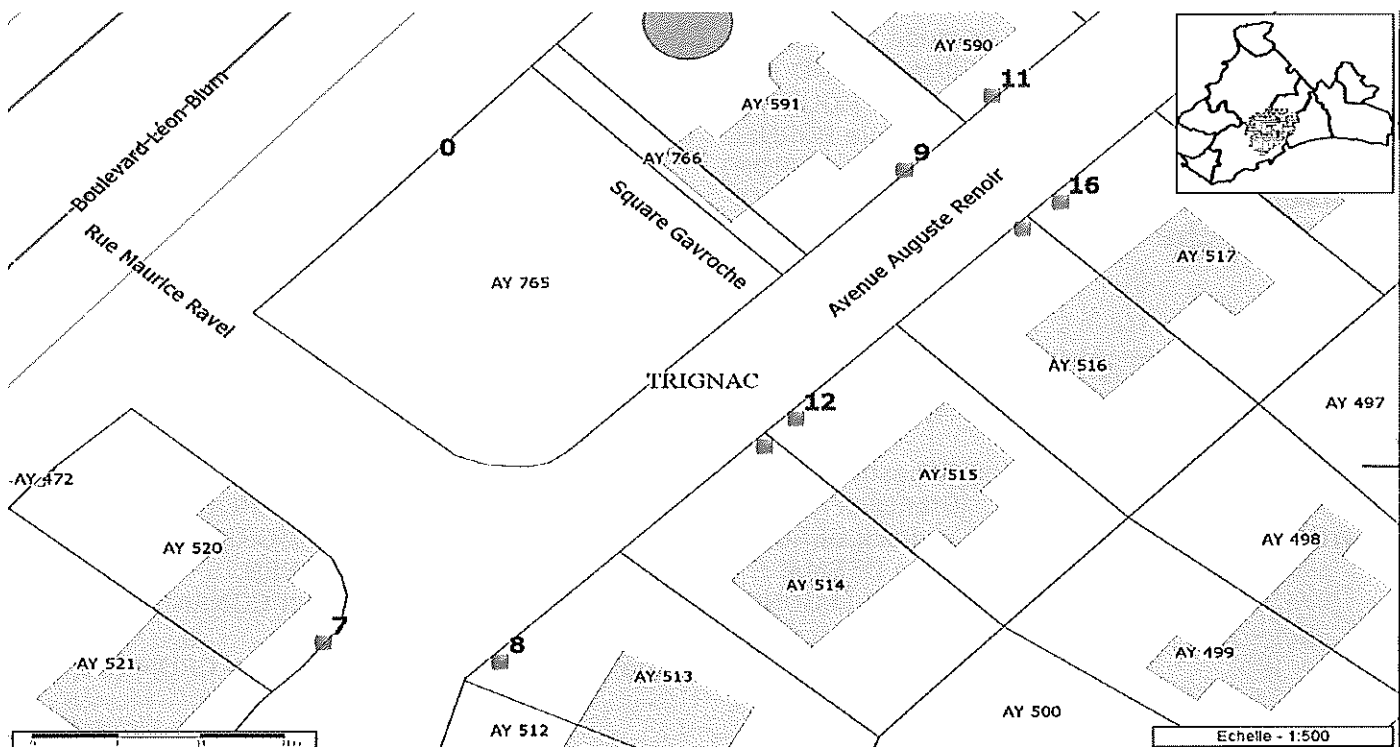 AY 590
11
AY 591
Boulevard Léon Blum
0
AY 766
9
16
Square Gavroche
Avenue Auguste Renoir
Rue Maurice Ravel
AY 517
AY 765
AY 516
TRIGNAC
12
AY 497
AY 472
AY 515
AY 520
AY 498
AY 514
7
8
AY 499
AY 521
AY 513
AY 500
AY 512
Echelle - 1:500